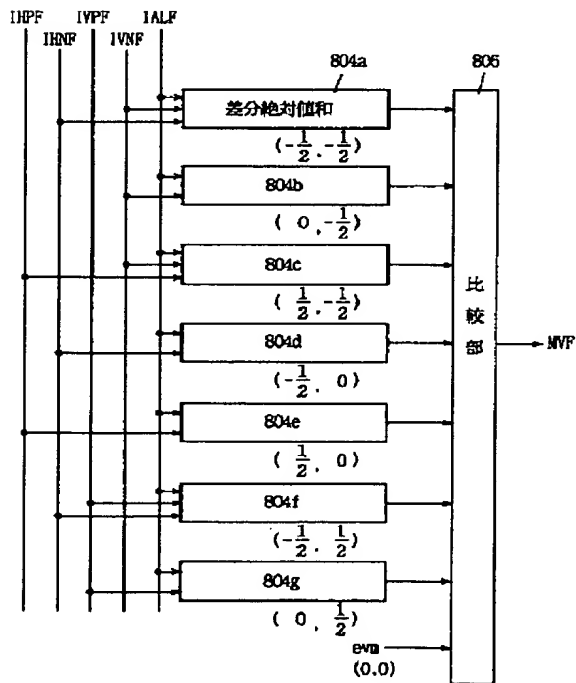 IHPF IVPF IALF
IHNF IVNF
804a 806
差分絶対値和
(-1/2, -1/2)
804b
( 0, -1/2)
804c
( 1/2, -1/2)
比較部
804d
MVF
(-1/2, 0)
804e
( 1/2, 0)
804f
(-1/2, 1/2)
804g
( 0, 1/2)
evm
(0.0)